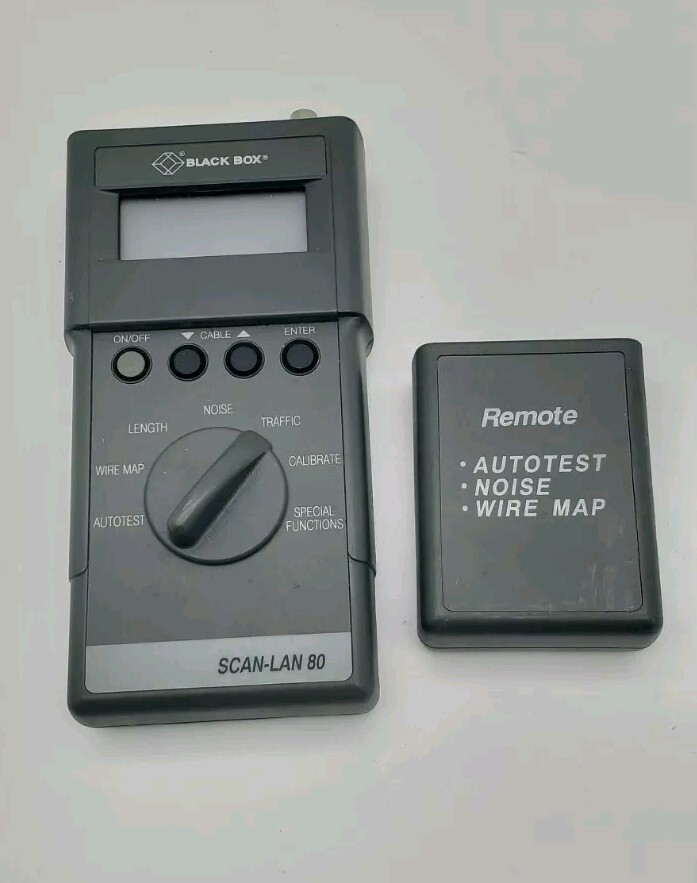 BLACK BOX®
ON/OFF ▼ CABLE ▲ ENTER
NOISE
LENGTH
TRAFFIC
WIRE MAP
CALIBRATE
AUTOTEST
SPECIAL
FUNCTIONS
SCAN-LAN 80
Remote
• AUTOTEST
• NOISE
• WIRE MAP